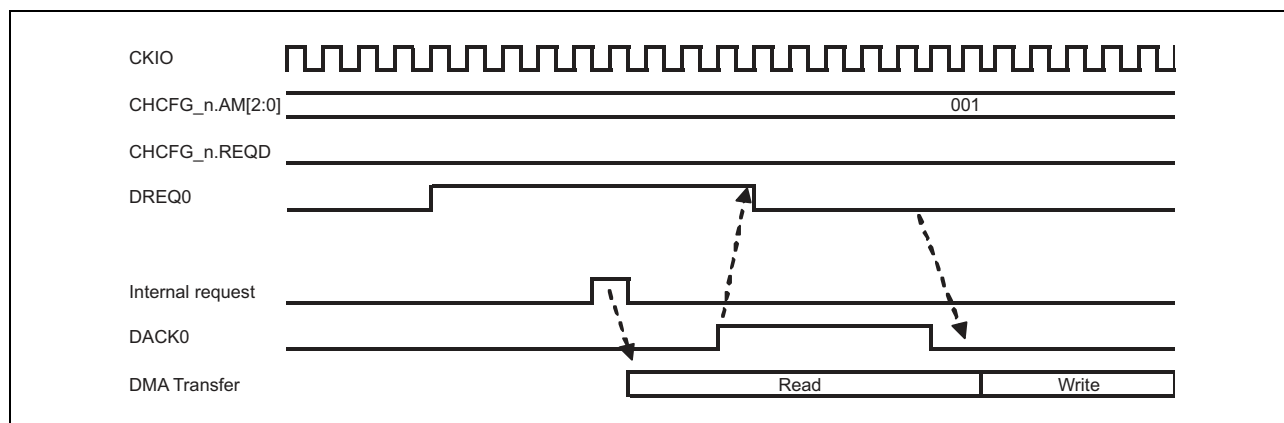 CKIO
CHCFG_n.AM[2:0] 001
CHCFG_n.REQD
DREQ0
Internal request
DACK0
DMA Transfer Read Write